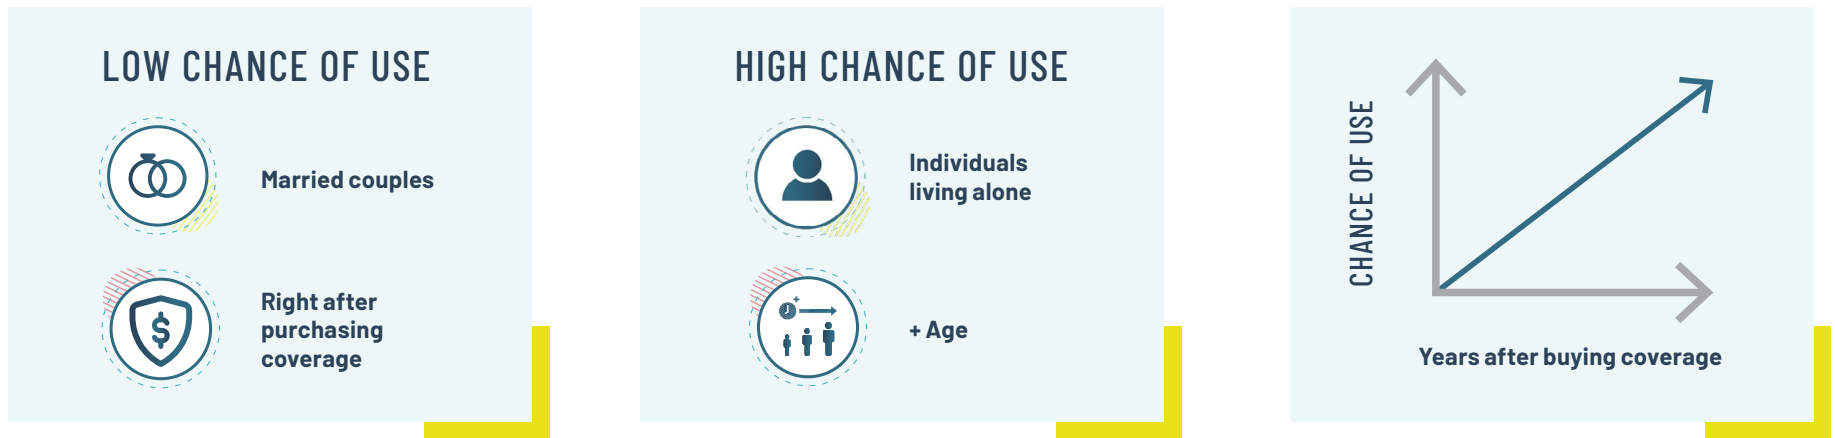 LOW CHANCE OF USE
Married couples
Right after
purchasing
coverage
HIGH CHANCE OF USE
Individuals
living alone
+ Age
CHANCE OF USE
Years after buying coverage